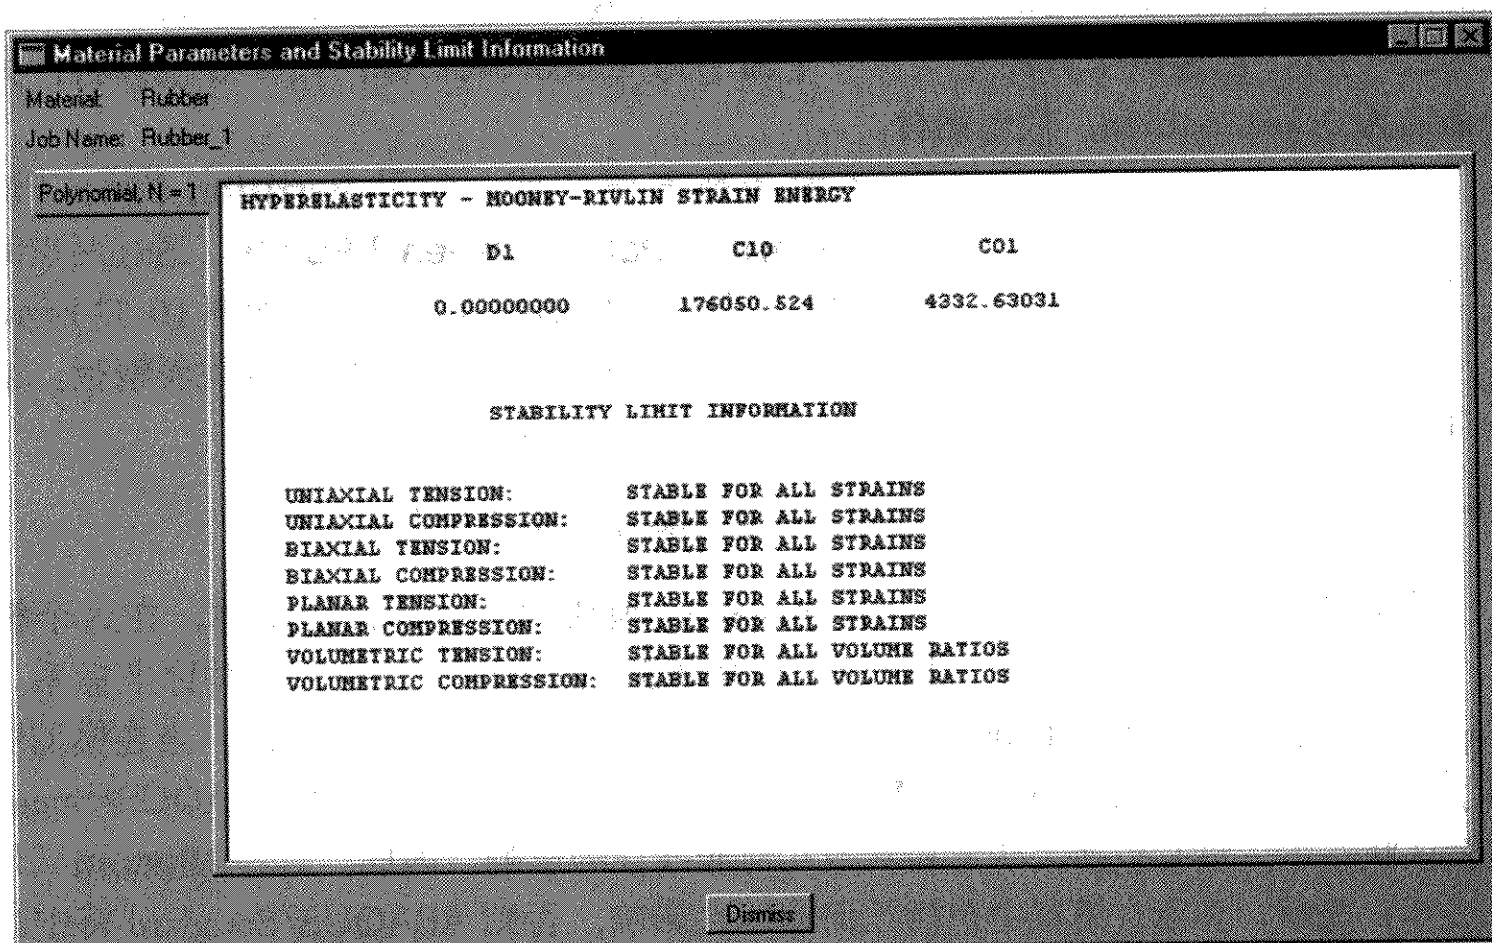 Material Parameters and Stability Limit Information
Material: Rubber
Job Name: Rubber_1
Polynomial, N = 1
HYPERELASTICITY - MOONEY-RIVLIN STRAIN ENERGY
D1 C10 C01
0.00000000 176050.524 4332.63031
STABILITY LIMIT INFORMATION
UNIAXIAL TENSION: STABLE FOR ALL STRAINS
UNIAXIAL COMPRESSION: STABLE FOR ALL STRAINS
BIAXIAL TENSION: STABLE FOR ALL STRAINS
BIAXIAL COMPRESSION: STABLE FOR ALL STRAINS
PLANAR TENSION: STABLE FOR ALL STRAINS
PLANAR COMPRESSION: STABLE FOR ALL STRAINS
VOLUMETRIC TENSION: STABLE FOR ALL VOLUME RATIOS
VOLUMETRIC COMPRESSION: STABLE FOR ALL VOLUME RATIOS
Dismiss